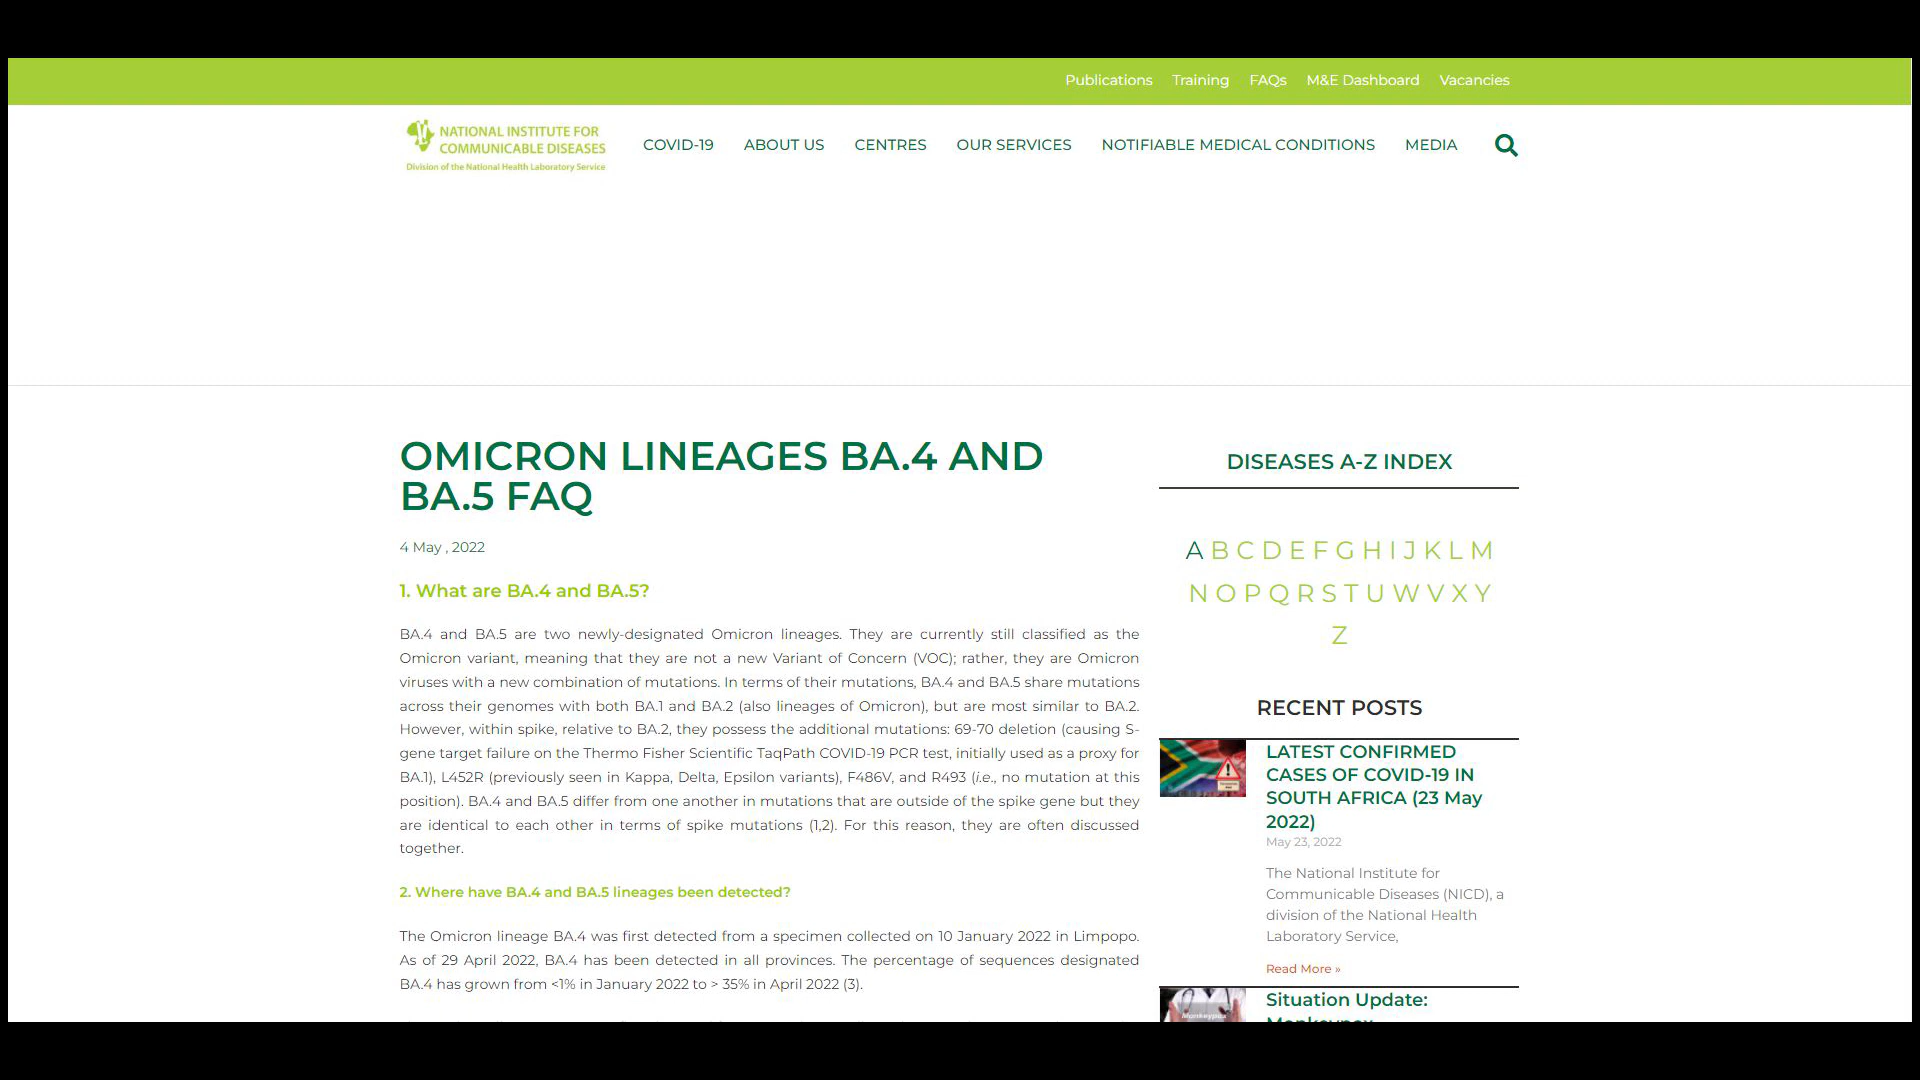 Publications Training FAQs M&E Dashboard Vacancies
NATIONAL INSTITUTE FOR
COMMUNICABLE DISEASES
Division of the National Health Laboratory Service
COVID-19 ABOUT US CENTRES OUR SERVICES NOTIFIABLE MEDICAL CONDITIONS MEDIA
OMICRON LINEAGES BA.4 AND
BA.5 FAQ
4 May , 2022
1. What are BA.4 and BA.5?
BA.4 and BA.5 are two newly-designated Omicron lineages. They are currently still classified as the
Omicron variant, meaning that they are not a new Variant of Concern (VOC); rather, they are Omicron
viruses with a new combination of mutations. In terms of their mutations, BA.4 and BA.5 share mutations
across their genomes with both BA.1 and BA.2 (also lineages of Omicron), but are most similar to BA.2.
However, within spike, relative to BA.2, they possess the additional mutations: 69-70 deletion (causing S-
gene target failure on the Thermo Fisher Scientific TaqPath COVID-19 PCR test, initially used as a proxy for
BA.1), L452R (previously seen in Kappa, Delta, Epsilon variants), F486V, and R493 (i.e., no mutation at this
position). BA.4 and BA.5 differ from one another in mutations that are outside of the spike gene but they
are identical to each other in terms of spike mutations (1,2). For this reason, they are often discussed
together.
2. Where have BA.4 and BA.5 lineages been detected?
The Omicron lineage BA.4 was first detected from a specimen collected on 10 January 2022 in Limpopo.
As of 29 April 2022, BA.4 has been detected in all provinces. The percentage of sequences designated
BA.4 has grown from <1% in January 2022 to > 35% in April 2022 (3).
DISEASES A-Z INDEX
A B C D E F G H I J K L M
N O P Q R S T U W V X Y
Z
RECENT POSTS
LATEST CONFIRMED
CASES OF COVID-19 IN
SOUTH AFRICA (23 May
2022)
May 23, 2022
The National Institute for
Communicable Diseases (NICD), a
division of the National Health
Laboratory Service,
Read More »
Monkeypox
Situation Update:
Monkeypox